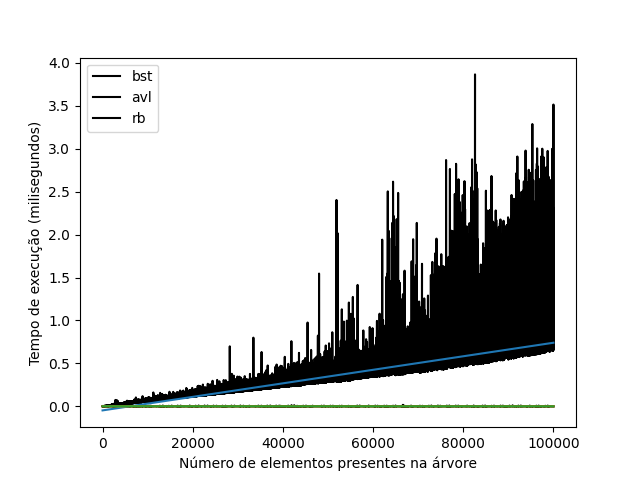 4.0
3.5
3.0
2.5
2.0
1.5
1.0
0.5
0.0
Tempo de execução (milisegundos)
bst
avl
rb
0 20000 40000 60000 80000 100000
Número de elementos presentes na árvore